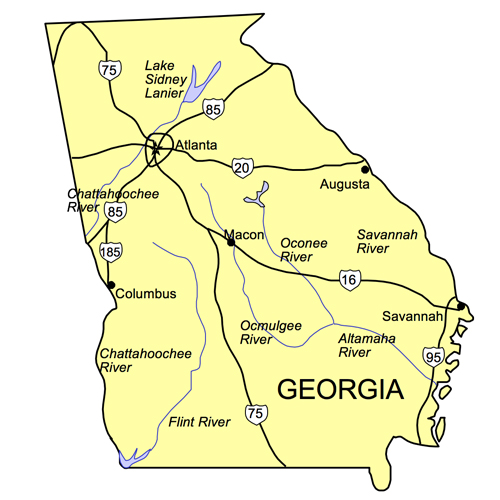 Lake
Sidney
Lanier
75
85
Atlanta
20
Augusta
Chattahoochee
River
85
Macon
Oconee
River
Savannah
River
185
16
Columbus
Savannah
Ocmulgee
River
Altamaha
River
Chattahoochee
River
95
GEORGIA
75
Flint River